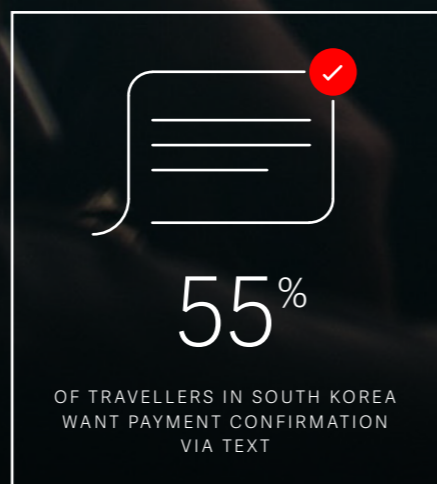 55%
OF TRAVELLERS IN SOUTH KOREA
WANT PAYMENT CONFIRMATION
VIA TEXT